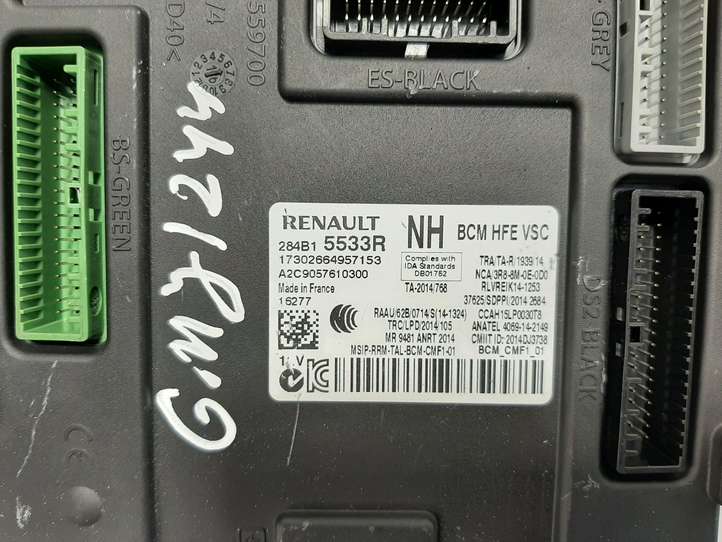 559700
/4
D40<
ES-BLACK
-GREY
BS-GREEN
RENAULT
NH
BCM HFE VSC
284B1 5533R
17302664957153
A2C9057610300
Made in France
16277
Complies with
IDA Standards
DB01752
TA-2014/768
TRA/TA-R/1939/14
NCA/3R8-8M-0E-0D0
RLVREIK14-1253
37625/SDPPI/2014 2684
RAAU/62B/0714/S(14-1324)
CCAH15LP0030T8
TRC/LPD/2014/105
ANATEL 4069-14-2149
MR 9481 ANRT 2014
CMIIT ID: 2014DJ3738
MSIP-RRM-TAL-BCM-CMF1-01
BCM_CMF1_01
DS2 BLACK